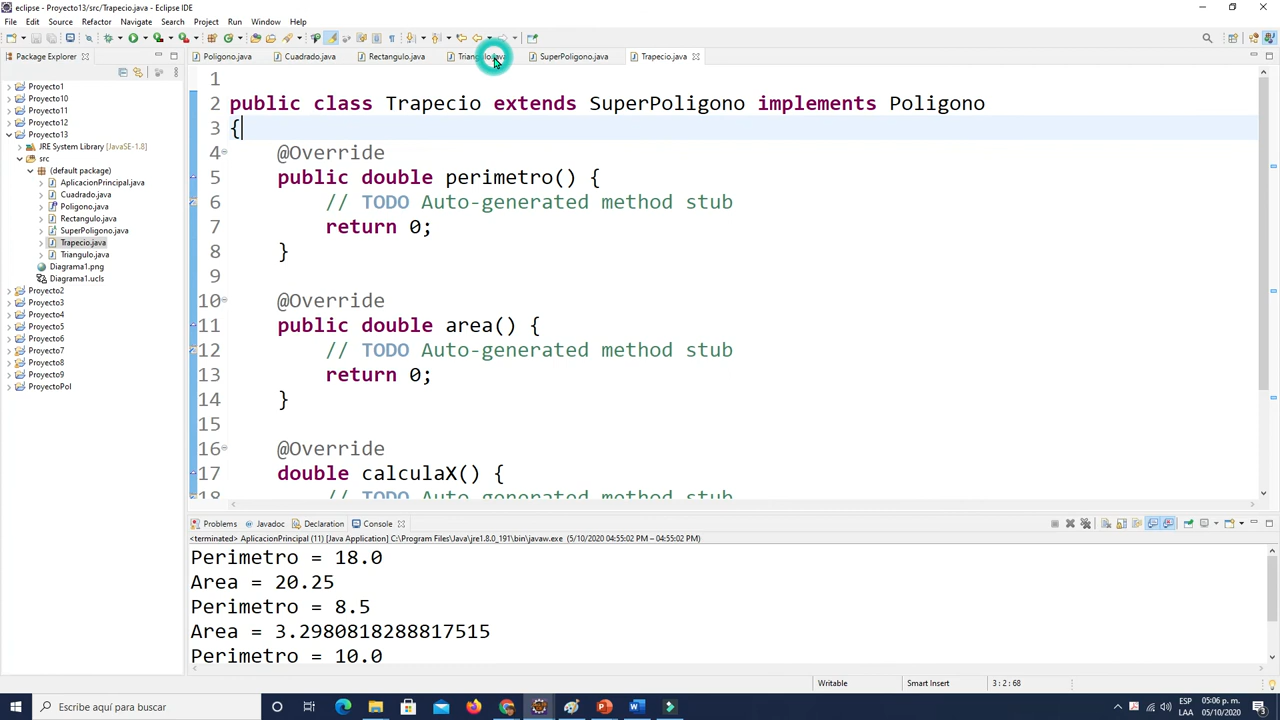 eclipse - Proyecto13/src/Trapecio.java - Eclipse IDE
File Edit Source Refactor Navigate Search Project Run Window Help
Package Explorer
Poligono.java Cuadrado.java Rectangulo.java Triangulo.java SuperPoligono.java Trapecio.java
Proyecto1
Proyecto10
Proyecto11
Proyecto12
Proyecto13
JRE System Library [JavaSE-1.8]
src
(default package)
AplicacionPrincipal.java
Cuadrado.java
Poligono.java
Rectangulo.java
SuperPoligono.java
Trapecio.java
Triangulo.java
Diagrama1.png
Diagrama1.ucls
Proyecto2
Proyecto3
Proyecto4
Proyecto5
Proyecto6
Proyecto7
Proyecto8
Proyecto9
ProyectoPol
1
2 public class Trapecio extends SuperPoligono implements Poligono
3 {
4 @Override
5 public double perimetro() {
6 // TODO Auto-generated method stub
7 return 0;
8 }
9
10 @Override
11 public double area() {
12 // TODO Auto-generated method stub
13 return 0;
14 }
15
16 @Override
17 double calculaX() {
18 // TODO Auto-generated method stub
Problems Javadoc Declaration Console
<terminated> AplicacionPrincipal (11) [Java Application] C:\Program Files\Java\jre1.8.0_191\bin\javaw.exe (5/10/2020 04:55:02 PM – 04:55:02 PM)
Perimetro = 18.0
Area = 20.25
Perimetro = 8.5
Area = 3.2980818288817515
Perimetro = 10.0
Writable Smart Insert 3 : 2 : 68
Escribe aquí para buscar
ESP
LAA
05:06 p. m.
05/10/2020